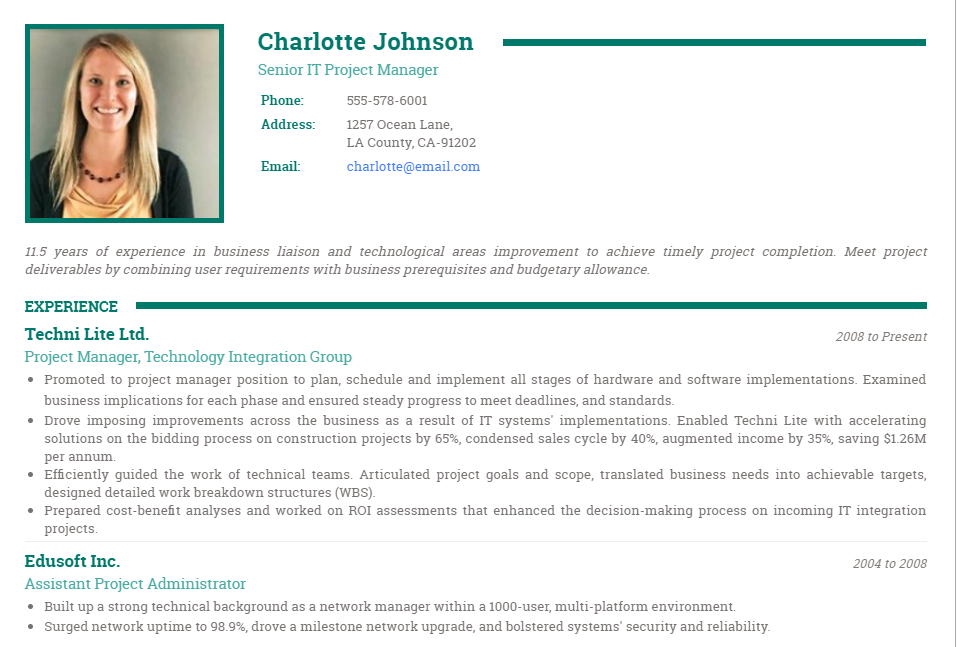 Charlotte Johnson
Senior IT Project Manager
Phone: 555-578-6001
Address: 1257 Ocean Lane,
LA County, CA-91202
Email: charlotte@email.com
11.5 years of experience in business liaison and technological areas improvement to achieve timely project completion. Meet project
deliverables by combining user requirements with business prerequisites and budgetary allowance.
EXPERIENCE
Techni Lite Ltd. 2008 to Present
Project Manager, Technology Integration Group
• Promoted to project manager position to plan, schedule and implement all stages of hardware and software implementations. Examined
business implications for each phase and ensured steady progress to meet deadlines, and standards.
• Drove imposing improvements across the business as a result of IT systems' implementations. Enabled Techni Lite with accelerating
solutions on the bidding process on construction projects by 65%, condensed sales cycle by 40%, augmented income by 35%, saving $1.26M
per annum.
• Efficiently guided the work of technical teams. Articulated project goals and scope, translated business needs into achievable targets,
designed detailed work breakdown structures (WBS).
• Prepared cost-benefit analyses and worked on ROI assessments that enhanced the decision-making process on incoming IT integration
projects.
Edusoft Inc. 2004 to 2008
Assistant Project Administrator
• Built up a strong technical background as a network manager within a 1000-user, multi-platform environment.
• Surged network uptime to 98.9%, drove a milestone network upgrade, and bolstered systems' security and reliability.